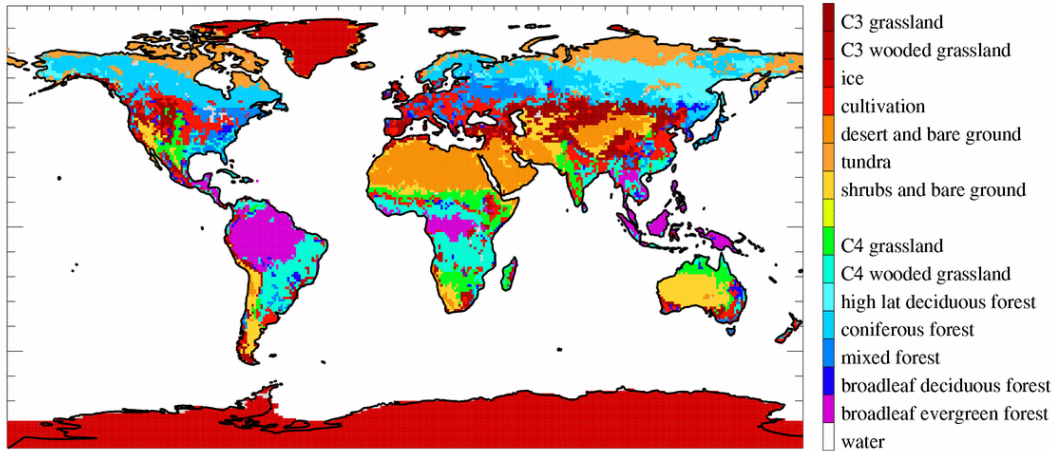 C3 grassland
C3 wooded grassland
ice
cultivation
desert and bare ground
tundra
shrubs and bare ground
C4 grassland
C4 wooded grassland
high lat deciduous forest
coniferous forest
mixed forest
broadleaf deciduous forest
broadleaf evergreen forest
water